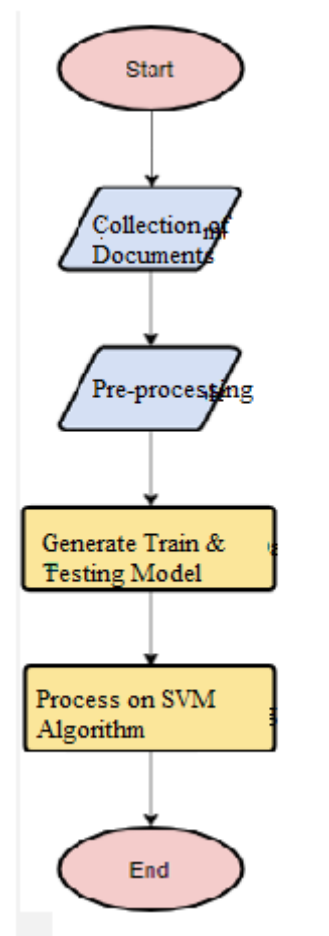 Start
Collection of
Documents
Pre-processing
Generate Train &
Testing Model
Process on SVM
Algorithm
End